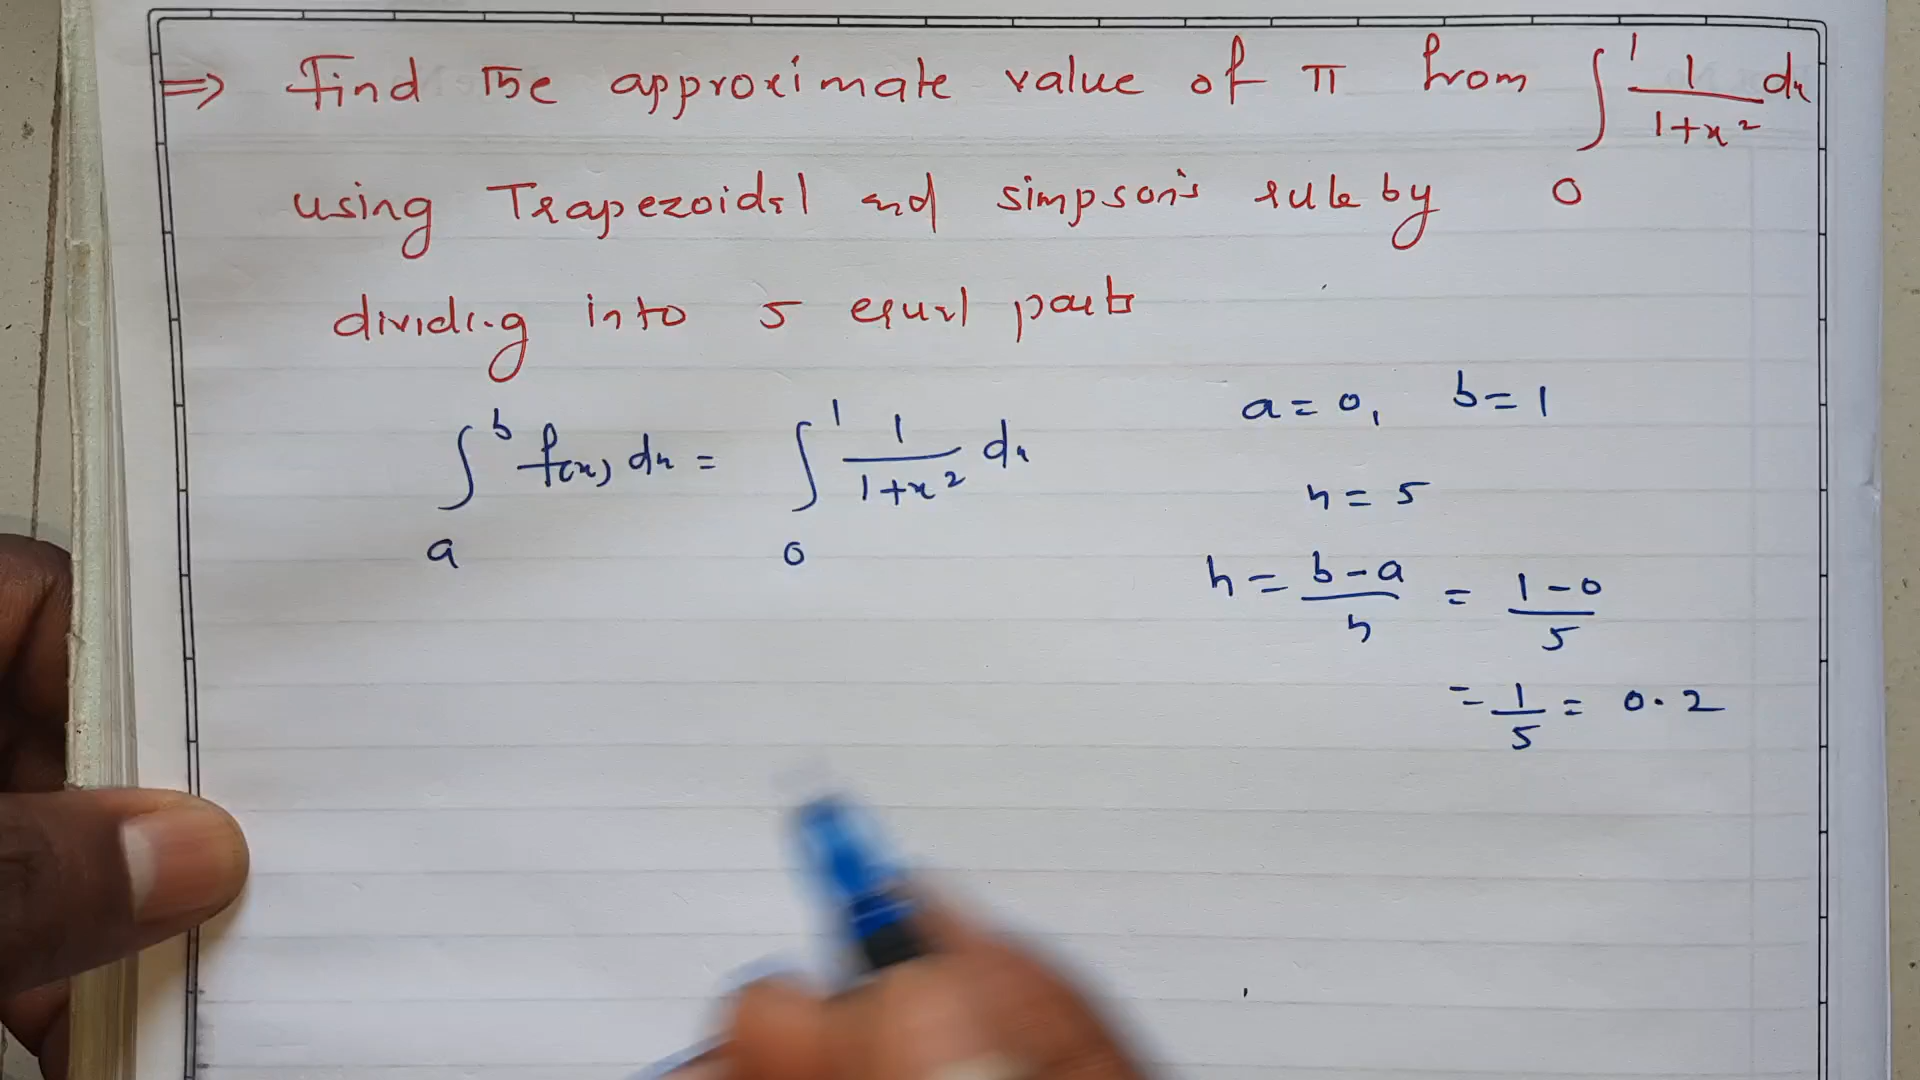 ⇒ Find the approximate value of π from ∫₀¹ 1/(1+x²) dx
using Trapezoidal and simpson's rule by
dividing into 5 equal parts
∫ₐᵇ f(x) dx = ∫₀¹ 1/(1+x²) dx
a = 0, b = 1
n = 5
h = (b-a)/n = (1-0)/5
= 1/5 = 0.2